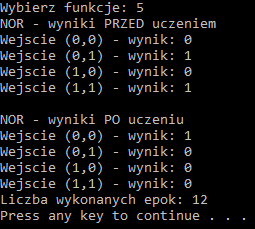 Wybierz funkcje: 5
NOR - wyniki PRZED uczeniem
Wejscie (0,0) - wynik: 0
Wejscie (0,1) - wynik: 1
Wejscie (1,0) - wynik: 0
Wejscie (1,1) - wynik: 1
NOR - wyniki PO uczeniu
Wejscie (0,0) - wynik: 1
Wejscie (0,1) - wynik: 0
Wejscie (1,0) - wynik: 0
Wejscie (1,1) - wynik: 0
Liczba wykonanych epok: 12
Press any key to continue . . .